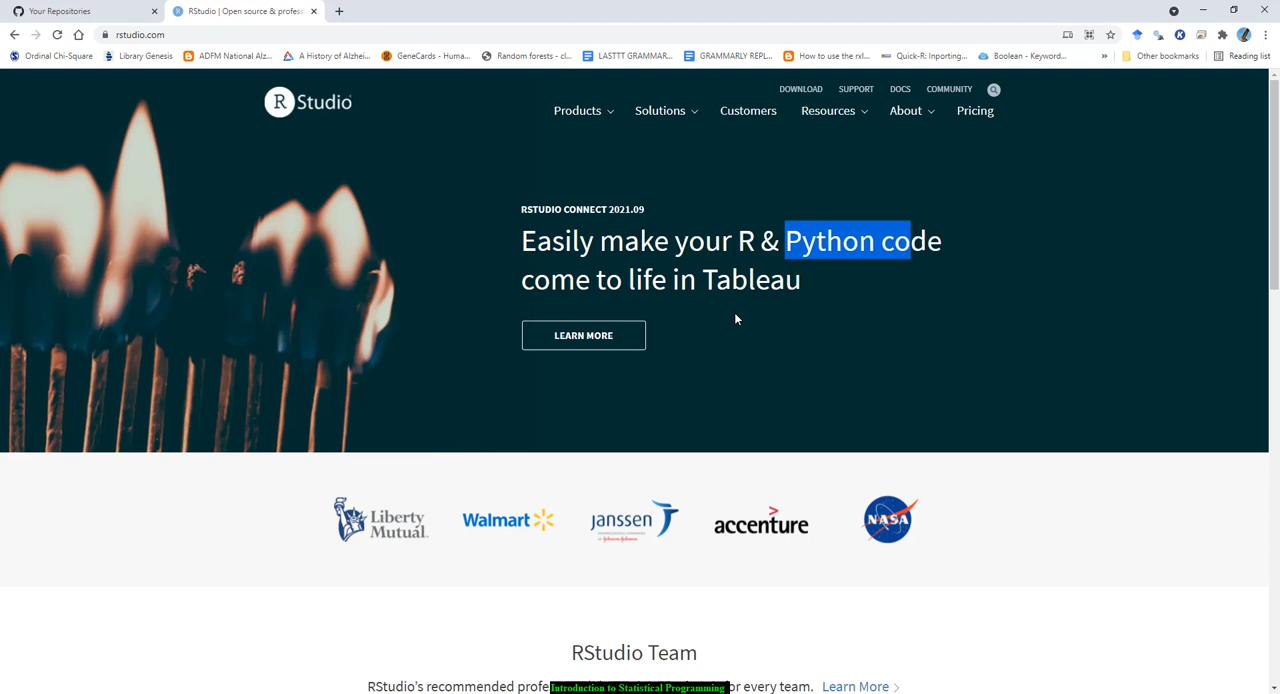 Your Repositories
RStudio | Open source & profess
rstudio.com
Ordinal Chi-Square
Library Genesis
ADFM National Alz...
A History of Alzhei...
GeneCards - Huma...
Random forests - cl...
LASTTT GRAMMAR...
GRAMMARLY REPL...
How to use the rxl...
Quick-R: Inporting...
Boolean - Keyword...
»
Other bookmarks
Reading list
R Studio
DOWNLOAD SUPPORT DOCS COMMUNITY
Products Solutions Customers Resources About Pricing
RSTUDIO CONNECT 2021.09
Easily make your R & Python code
come to life in Tableau
LEARN MORE
Liberty
Mutual.
Walmart
janssen
accenture
NASA
RStudio Team
RStudio's recommended profe
Introduction to Statistical Programming
or every team. Learn More >